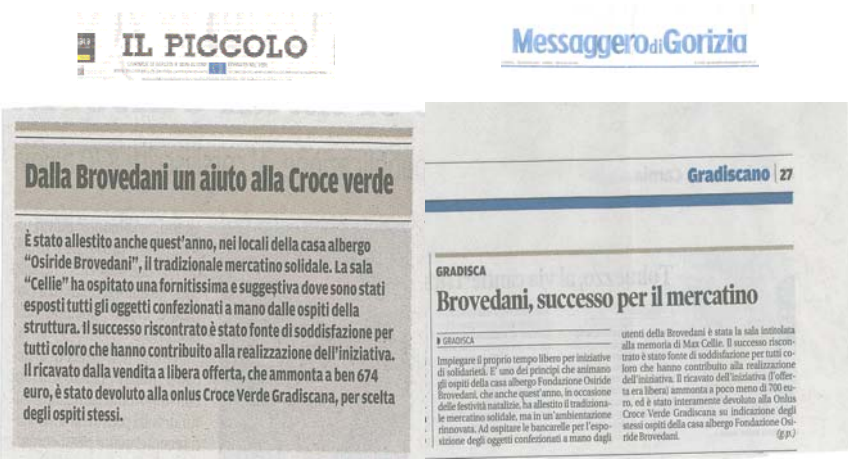 IL PICCOLO
Messaggero di Gorizia
Dalla Brovedani un aiuto alla Croce verde
È stato allestito anche quest'anno, nei locali della casa albergo
"Osiride Brovedani", il tradizionale mercatino solidale. La sala
"Cellie" ha ospitato una fornitissima e suggestiva dove sono stati
esposti tutti gli oggetti confezionati a mano dalle ospiti della
struttura. Il successo riscontrato è stato fonte di soddisfazione per
tutti coloro che hanno contribuito alla realizzazione dell'iniziativa.
Il ricavato dalla vendita a libera offerta, che ammonta a ben 674
euro, è stato devoluto alla onlus Croce Verde Gradiscana, per scelta
degli ospiti stessi.
Gradiscano | 27
GRADISCA
Brovedani, successo per il mercatino
GRADISCA
Impiegare il proprio tempo libero per iniziative
di solidarietà. E' uno dei principi che animano
gli ospiti della casa albergo Fondazione Osiride
Brovedani, che anche quest'anno, in occasione
delle festività natalizie, ha allestito il tradiziona-
le mercatino solidale, ma in un'ambientazione
rinnovata. Ad ospitare le bancarelle per l'espo-
sizione degli oggetti confezionati a mano dagli
utenti della Brovedani è stata la sala intitolata
alla memoria di Max Cellie. Il successo riscon-
trato è stato fonte di soddisfazione per tutti co-
loro che hanno contribuito alla realizzazione
dell'iniziativa. Il ricavato dell'iniziativa (l'offer-
ta era libera) ammonta a poco meno di 700 eu-
ro, ed è stato interamente devoluto alla Onlus
Croce Verde Gradiscana su indicazione degli
stessi ospiti della casa albergo Fondazione Osi-
ride Brovedani. (g.p.)